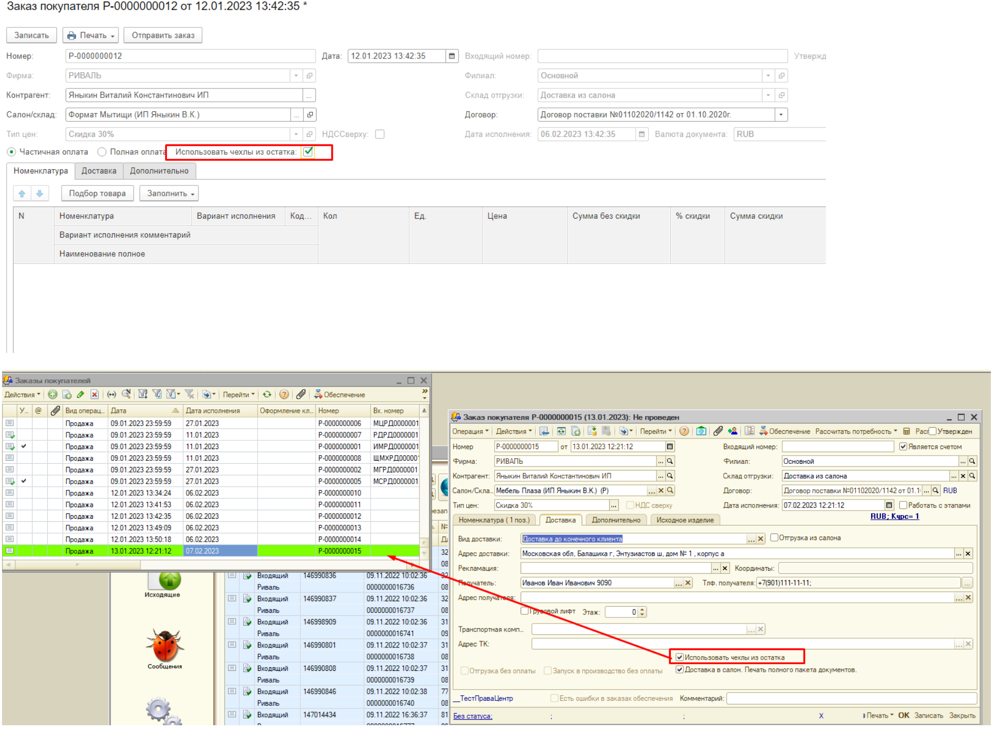 Заказ покупателя Р-0000000012 от 12.01.2023 13:42:35 *
Записать Печать Отправить заказ
Номер: Р-0000000012 Дата: 12.01.2023 13:42:35 Входящий номер: Утвержд
Фирма: РИВАЛЬ Филиал: Основной
Контрагент: Яныкин Виталий Константинович ИП ... Склад отгрузки: Доставка из салона
Салон/склад: Формат Мытищи (ИП Яныкин В.К.) ... Договор: Договор поставки №01102020/1142 от 01.10.2020г.
Тип цен: Скидка 30% НДССверху: Дата исполнения: 06.02.2023 13:42:35 Валюта документа: RUB
Частичная оплата Полная оплата Использовать чехлы из остатка:
Номенклатура Доставка Дополнительно
Подбор товара Заполнить
N Номенклатура Вариант исполнения Код... Кол Ед. Цена Сумма без скидки % скидки Сумма скидки
Вариант исполнения комментарий
Наименование полное
Заказы покупателей
Действия Перейти Обеспечение
У... @ Вид операц... Дата Дата исполнения Оформление кл... Номер Вх. номер
Продажа 09.01.2023 23:59:59 27.01.2023 Р-0000000006 МЦРД0000001
Продажа 09.01.2023 23:59:59 11.01.2023 Р-0000000007 РДРД0000001
Продажа 09.01.2023 23:59:59 11.01.2023 Р-0000000001 ИМРД0000001
Продажа 09.01.2023 23:59:59 11.01.2023 Р-0000000008 ЩМХРД00000
Продажа 09.01.2023 23:59:59 27.01.2023 Р-0000000002 МГРД0000001
Продажа 09.01.2023 23:59:59 27.01.2023 Р-0000000005 МСРД0000001
Продажа 12.01.2023 13:34:24 06.02.2023 Р-0000000010
Продажа 12.01.2023 13:41:53 06.02.2023 Р-0000000011
Продажа 12.01.2023 13:42:35 06.02.2023 Р-0000000012
Продажа 12.01.2023 13:49:09 06.02.2023 Р-0000000013
Продажа 12.01.2023 13:50:18 06.02.2023 Р-0000000014
Продажа 13.01.2023 12:21:12 07.02.2023 Р-0000000015
Исходящие
Сообщения
Входящий 146990836 09.11.2022 10:02:36 32
Риваль 0000000016736 08
Входящий 146990837 09.11.2022 10:02:36 32
Риваль 0000000016737 08
Входящий 146998909 09.11.2022 10:02:36 31
Риваль 0000000016741 09
Входящий 146990801 09.11.2022 10:02:37 31
Риваль 0000000016738 08
Входящий 146990808 09.11.2022 10:02:37 31
Риваль 0000000016739 08
Входящий 146990846 09.11.2022 10:02:38 77
Риваль 0000000016740 08
Входящий 147014434 09.11.2022 16:36:37 81
Заказ покупателя Р-0000000015 (13.01.2023): Не проведен
Операция Действия Перейти Обеспечение Рассчитать потребность Расч Утвержден
Номер Р-0000000015 от 13.01.2023 12:21:12 Входящий номер: Является счетом
Фирма: РИВАЛЬ ... Филиал: Основной ...
Контрагент: Яныкин Виталий Константинович ИП ... Склад отгрузки: Доставка из салона ...
Салон/Скла... Мебель Плаза (ИП Яныкин В.К.) (Р) ... Договор: Договор поставки №01102020/1142 от 01.1 ... RUB
Тип цен: Скидка 30% ... НДС сверху Дата исполнения: 07.02.2023 12:21:12 Работать с этапами
RUB; Курс= 1
Номенклатура (1 поз.) Доставка Дополнительно Исходное изделие
Вид доставки: Доставка до конечного клиента ... Отгрузка из салона
Адрес доставки: Московская обл, Балашиха г, Энтузиастов ш, дом № 1 , корпус а ...
Рекламация: ... Координаты:
Получатель: Иванов Иван Иванович 9090 ... Тлф. получателя: +7(901)111-11-11; ...
Адрес получателя: ...
Грузовой лифт Этаж: 0
Транспортная комп... ...
Адрес ТК: ...
Использовать чехлы из остатка
Отгрузка без оплаты Запуск в производство без оплаты Доставка в салон. Печать полного пакета документов.
__ТестПраваЦентр Есть ошибки в заказах обеспечения Комментарий:
Без статуса; ; ; X Печать OK Записать Закрыть